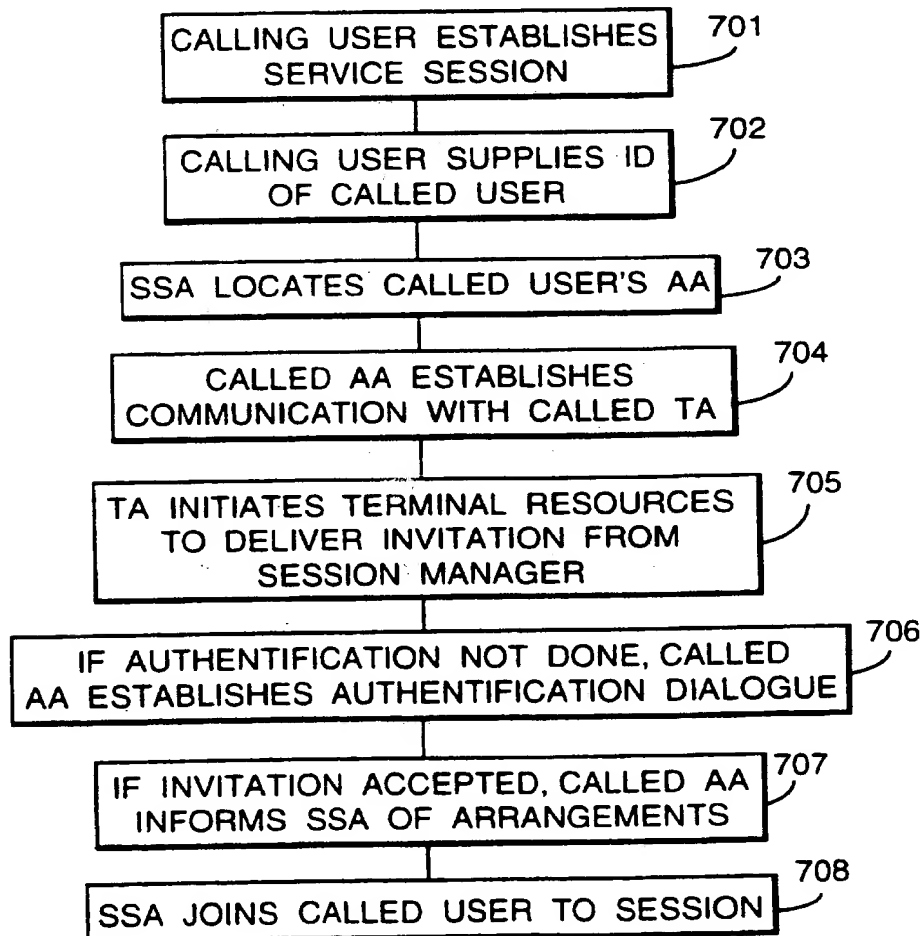 CALLING USER ESTABLISHES
SERVICE SESSION
701
CALLING USER SUPPLIES ID
OF CALLED USER
702
SSA LOCATES CALLED USER'S AA
703
CALLED AA ESTABLISHES
COMMUNICATION WITH CALLED TA
704
TA INITIATES TERMINAL RESOURCES
TO DELIVER INVITATION FROM
SESSION MANAGER
705
IF AUTHENTIFICATION NOT DONE, CALLED
AA ESTABLISHES AUTHENTIFICATION DIALOGUE
706
IF INVITATION ACCEPTED, CALLED AA
INFORMS SSA OF ARRANGEMENTS
707
SSA JOINS CALLED USER TO SESSION
708